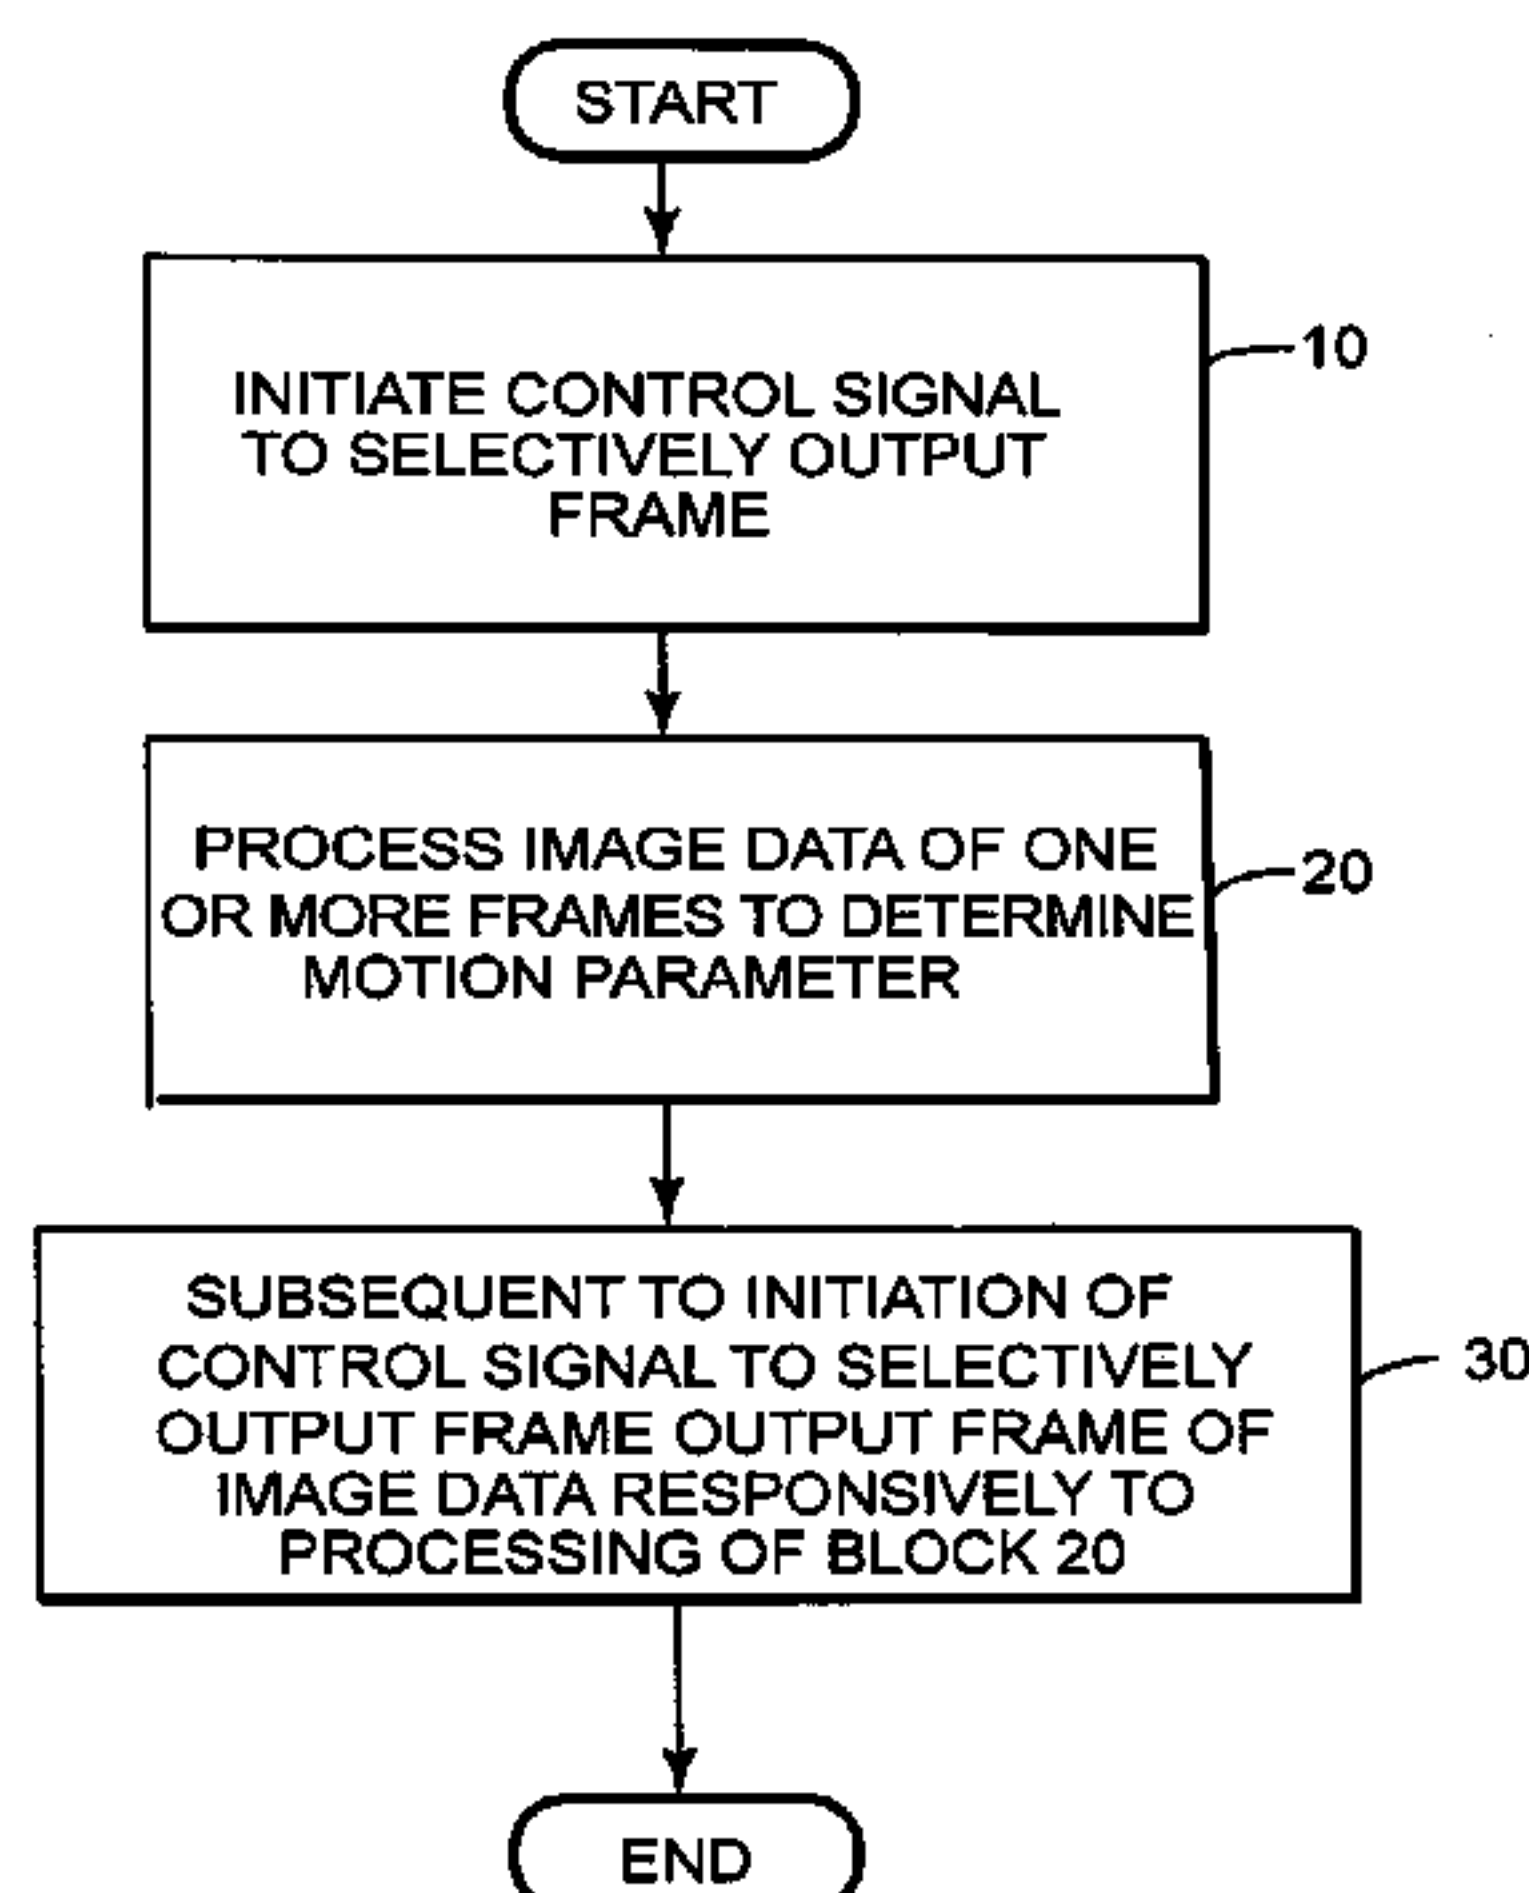 START
INITIATE CONTROL SIGNAL
TO SELECTIVELY OUTPUT
FRAME
10
PROCESS IMAGE DATA OF ONE
OR MORE FRAMES TO DETERMINE
MOTION PARAMETER
20
SUBSEQUENT TO INITIATION OF
CONTROL SIGNAL TO SELECTIVELY
OUTPUT FRAME OUTPUT FRAME OF
IMAGE DATA RESPONSIVELY TO
PROCESSING OF BLOCK 20
30
END